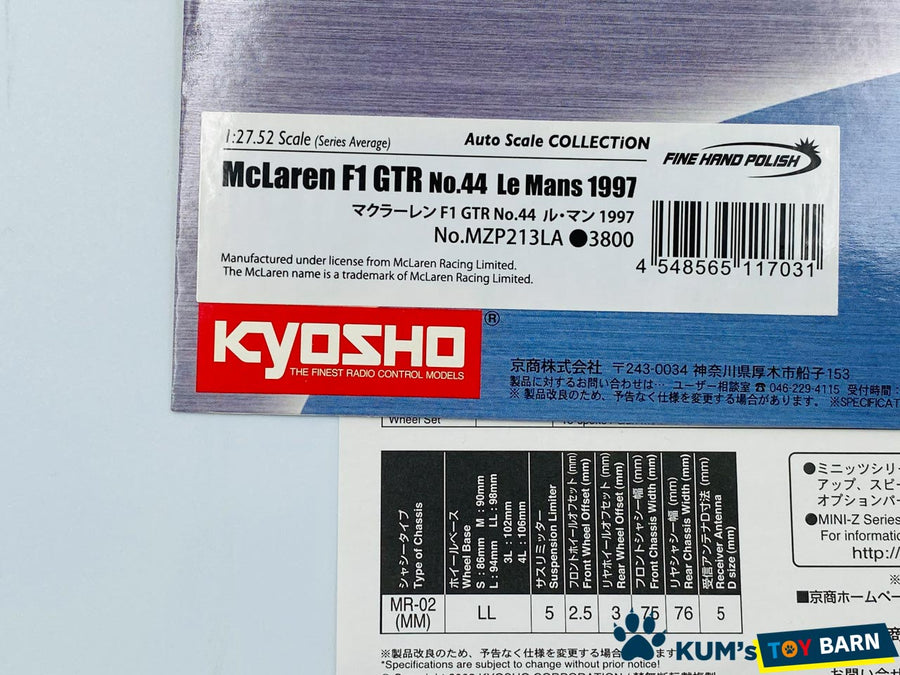 1:27.52 Scale (Series Average)
Auto Scale COLLECTiON
FINE HAND POLISH
McLaren F1 GTR No.44 Le Mans 1997
マクラーレン F1 GTR No.44 ル・マン 1997
No.MZP213LA ●3800
4 548565 117031
Manufactured under license from McLaren Racing Limited.
The McLaren name is a trademark of McLaren Racing Limited.
KYOSHO ®
THE FINEST RADIO CONTROL MODELS
京商株式会社 〒243-0034 神奈川県厚木市船子153
製品に対するお問い合わせは… ユーザー相談室 ☎ 046-229-4115 受付時間:
※ 製品改良のため、予告なく仕様を変更する場合があります。 ※SPECIFICAT
Wheel Set
シャシータイプ
Type of Chassis
ホイールベース
Wheel Base
S : 86mm M : 90mm
L : 94mm LL : 98mm
3L : 102mm
4L : 106mm
サスリミッター
Suspension Limiter
フロントホイールオフセット (mm)
Front Wheel Offset (mm)
リヤホイールオフセット (mm)
Rear Wheel Offset (mm)
フロントシャシー幅 (mm)
Front Chassis Width (mm)
リヤシャシー幅 (mm)
Rear Chassis Width (mm)
受信アンテナD寸法 (mm)
Receiver Antenna
D size (mm)
MR-02
(MM)
LL
5
2.5
3
75
76
5
※製品改良のため、予告なく仕様を変更する場
*Specifications are subject to change without prior notice!
●ミニッツシリ
アップ、スピー
オプションパー
●MINI-Z Series
For informatio
http://
■京商ホームペー
KUM's TOY BARN